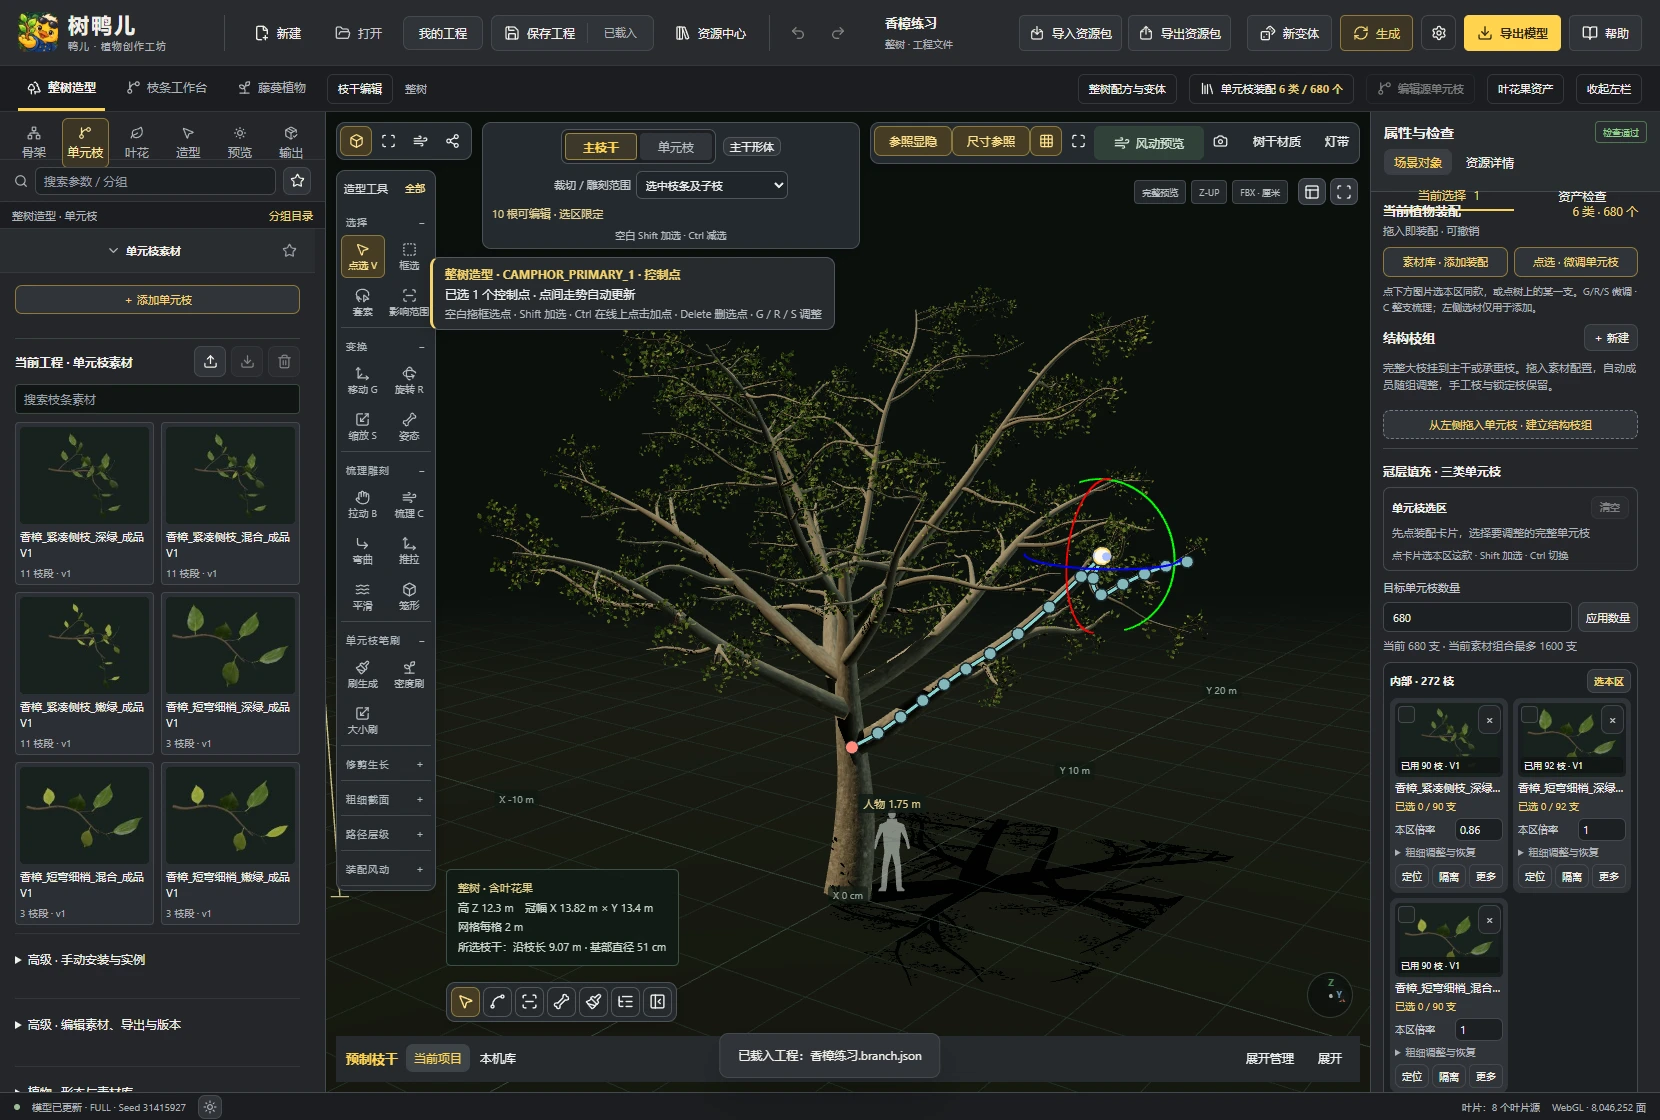 树鸭儿
鸭儿 · 植物创作工坊
新建
打开
我的工程
保存工程
已载入
资源中心
香樟练习
整树 · 工程文件
导入资源包
导出资源包
新变体
生成
导出模型
帮助
整树造型
枝条工作台
藤蔓植物
枝干编辑
整树
整树配方与变体
单元枝装配 6 类 / 680 个
编辑源单元枝
叶花果资产
收起左栏
骨架
单元枝
叶花
造型
预览
输出
搜索参数 / 分组
整树造型 · 单元枝
分组目录
单元枝素材
+ 添加单元枝
当前工程 · 单元枝素材
搜索枝条素材
香樟_紧凑侧枝_深绿_成品 V1
11 枝段 · v1
香樟_紧凑侧枝_混合_成品 V1
11 枝段 · v1
香樟_紧凑侧枝_嫩绿_成品 V1
11 枝段 · v1
香樟_短弯细梢_深绿_成品 V1
3 枝段 · v1
香樟_短弯细梢_混合_成品 V1
3 枝段 · v1
香樟_短弯细梢_嫩绿_成品 V1
3 枝段 · v1
高级 · 手动安装与实例
高级 · 编辑素材、导出与版本
模型已更新 · FULL · Seed 31415927
造型工具
全部
选择
点选 V
框选
套索
影响范围
变换
移动 G
旋转 R
缩放 S
姿态
梳理雕刻
拉动 B
梳理 C
弯曲
推拉
平滑
笼形
单元枝笔刷
刷生成
密度刷
大小刷
修剪生长 +
粗细截面 +
路径层级 +
装配风动 +
主枝干
单元枝
主干形体
裁切 / 雕刻范围
选中枝条及子枝
10 根可编辑 · 选区限定
空白 Shift 加选 · Ctrl 减选
整树造型 · CAMPHOR_PRIMARY_1 · 控制点
已选 1 个控制点 · 点间走势自动更新
空白拖框选点 · Shift 加选 · Ctrl 在线上点击加点 · Delete 删选点 · G / R / S 调整
参照显隐
尺寸参照
风动预览
树干材质
灯带
完整预览
Z-UP
FBX · 厘米
Y 20 m
Y 10 m
X -10 m
人物 1.75 m
X 0 cm
整树 · 含叶花果
高 Z 12.3 m 冠幅 X 13.82 m × Y 13.4 m
网格每格 2 m
所选枝干：沿枝长 9.07 m · 基部直径 51 cm
Z
Y
预制枝干
当前项目
本机库
已载入工程：香樟练习.branch.json
展开管理
展开
属性与检查
检查通过
场景对象
资源详情
当前选择 1
资产检查
当前植物装配
6 类 · 680 个
拖入即装配 · 可撤销
素材库 · 添加装配
点选 · 微调单元枝
点下方图片选本区同款，或点树上的某一支。G/R/S 微调 ·
C 整支梳理；左侧选材仅用于添加。
结构枝组
+ 新建
完整大枝挂到主干或承重枝。拖入素材配置，自动成员随组调整，手工枝与锁定枝保留。
从左侧拖入单元枝 · 建立结构枝组
冠层填充 · 三类单元枝
单元枝选区
清空
先点装配卡片，选择要调整的完整单元枝
点卡片选本区这款 · Shift 加选 · Ctrl 切换
目标单元枝数量
680
应用数量
当前 680 支 · 当前素材组合最多 1600 支
内部 · 272 枝
选本区
已用 90 枝 · V1
香樟_紧凑侧枝_深绿...
已选 0 / 90 支
本区倍率 0.86
粗细调整与恢复
定位 隔离 更多
已用 92 枝 · V1
香樟_短弯细梢_深绿...
已选 0 / 92 支
本区倍率 1
粗细调整与恢复
定位 隔离 更多
已用 90 枝 · V1
香樟_短弯细梢_混合...
已选 0 / 90 支
本区倍率 1
粗细调整与恢复
定位 隔离 更多
叶片：8 个叶片源 WebGL · 8,046,252 面